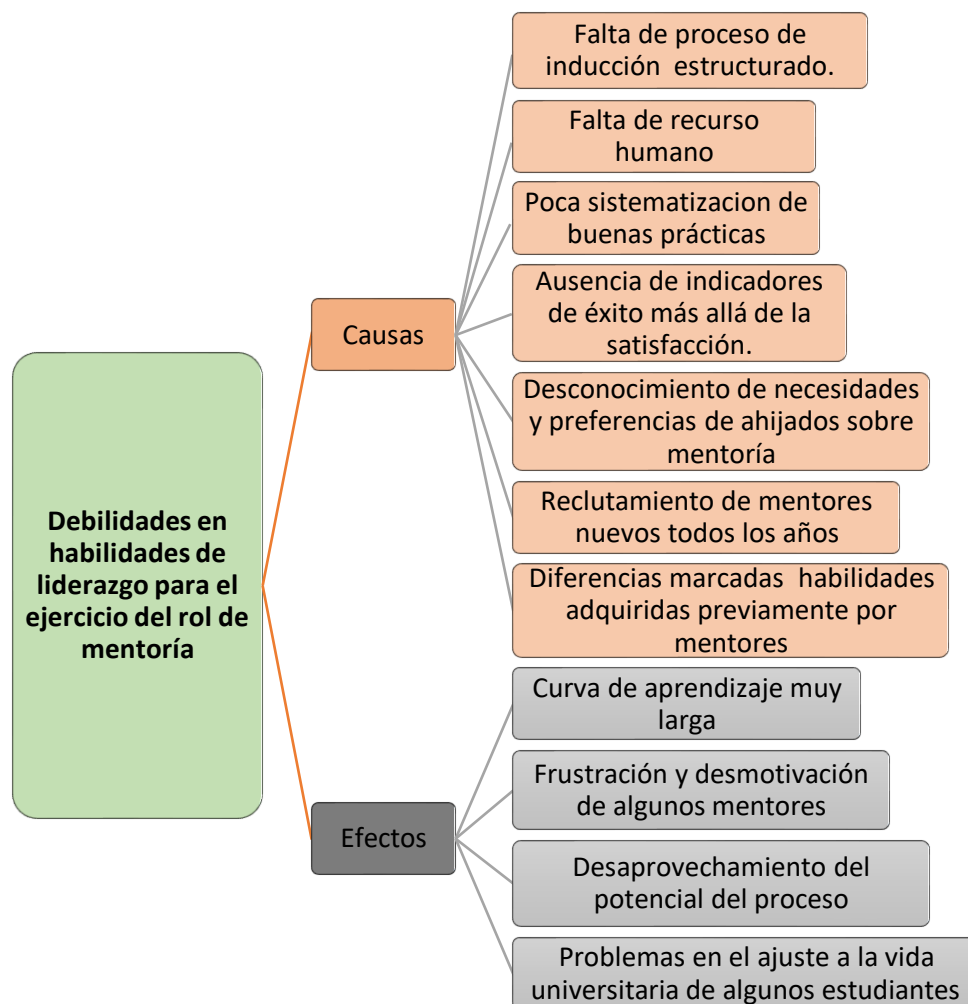 Debilidades en
habilidades de
liderazgo para el
ejercicio del rol de
mentoría
Causas
Falta de proceso de
inducción estructurado.
Falta de recurso
humano
Poca sistematizacion de
buenas prácticas
Ausencia de indicadores
de éxito más allá de la
satisfacción.
Desconocimiento de necesidades
y preferencias de ahijados sobre
mentoría
Reclutamiento de mentores
nuevos todos los años
Diferencias marcadas habilidades
adquiridas previamente por
mentores
Efectos
Curva de aprendizaje muy
larga
Frustración y desmotivación
de algunos mentores
Desaprovechamiento del
potencial del proceso
Problemas en el ajuste a la vida
universitaria de algunos estudiantes